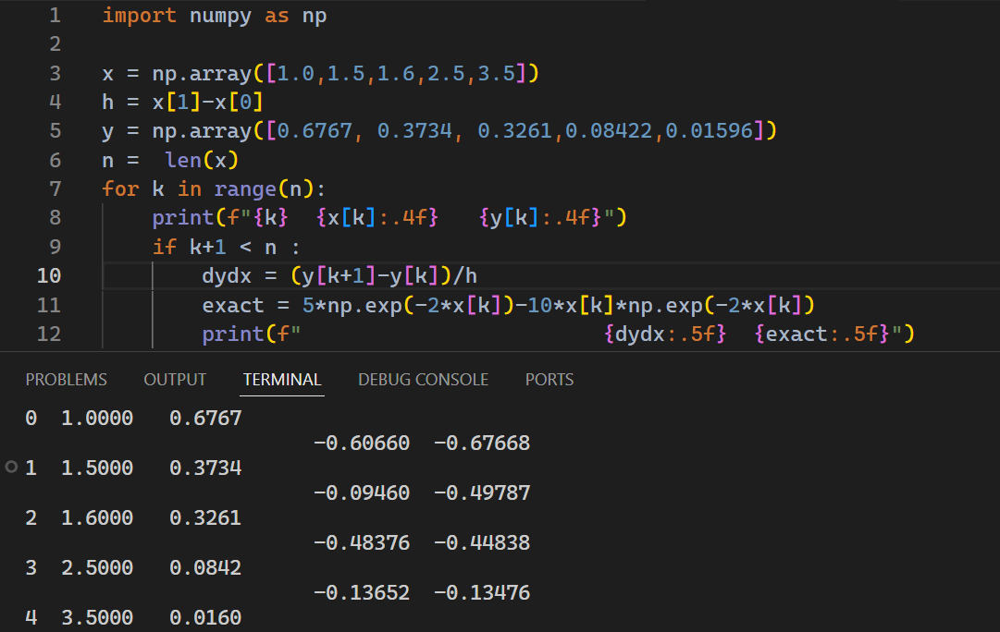 1 import numpy as np
2
3 x = np.array([1.0,1.5,1.6,2.5,3.5])
4 h = x[1]-x[0]
5 y = np.array([0.6767, 0.3734, 0.3261,0.08422,0.01596])
6 n =  len(x)
7 for k in range(n):
8     print(f"{k}  {x[k]:.4f}   {y[k]:.4f}")
9     if k+1 < n :
10         dydx = (y[k+1]-y[k])/h
11         exact = 5*np.exp(-2*x[k])-10*x[k]*np.exp(-2*x[k])
12         print(f"                        {dydx:.5f}  {exact:.5f}")
PROBLEMS OUTPUT TERMINAL DEBUG CONSOLE PORTS
0  1.0000   0.6767
                        -0.60660  -0.67668
1  1.5000   0.3734
                        -0.09460  -0.49787
2  1.6000   0.3261
                        -0.48376  -0.44838
3  2.5000   0.0842
                        -0.13652  -0.13476
4  3.5000   0.0160